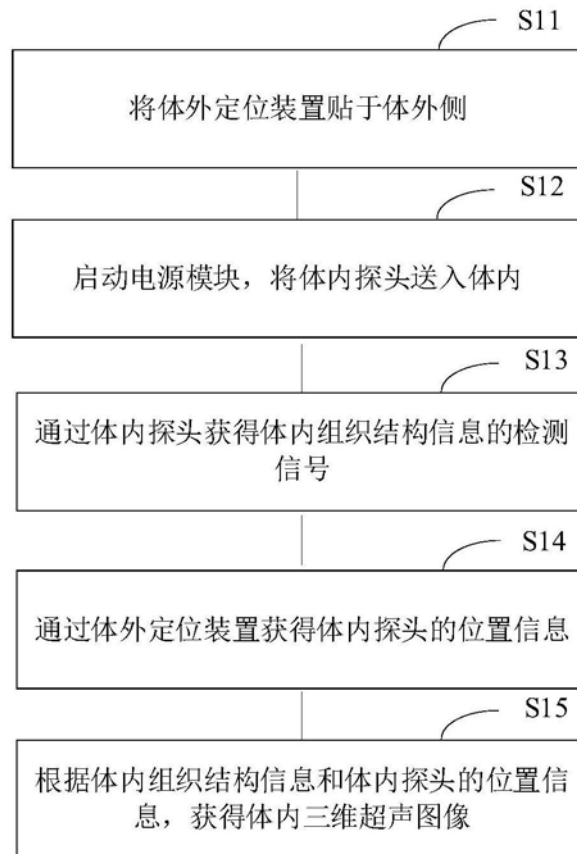 S11
将体外定位装置贴于体外侧
S12
启动电源模块，将体内探头送入体内
S13
通过体内探头获得体内组织结构信息的检测
信号
S14
通过体外定位装置获得体内探头的位置信息
S15
根据体内组织结构信息和体内探头的位置信
息，获得体内三维超声图像